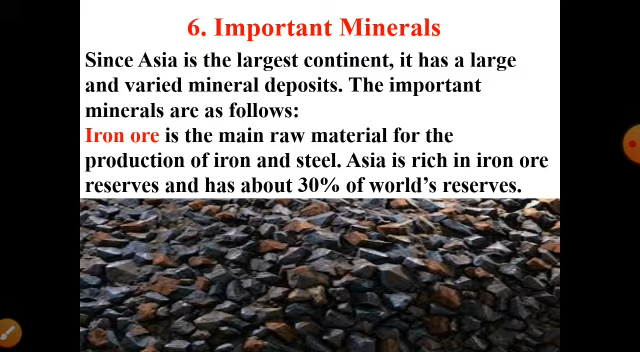 6. Important Minerals
Since Asia is the largest continent, it has a large
and varied mineral deposits. The important
minerals are as follows:
Iron ore is the main raw material for the
production of iron and steel. Asia is rich in iron ore
reserves and has about 30% of world's reserves.